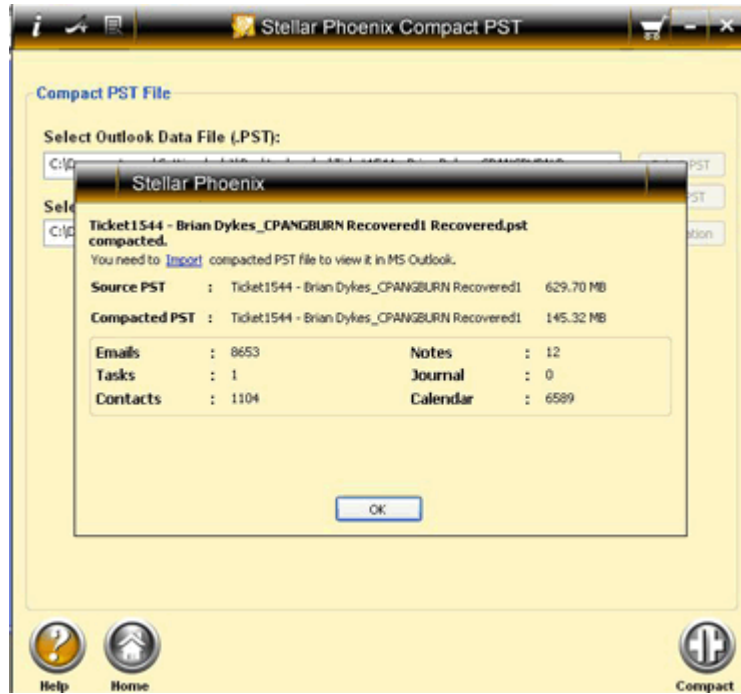 i
Stellar Phoenix Compact PST
Compact PST File
Select Outlook Data File (.PST):
C:\D
PST
Stellar Phoenix
Sele
PST
C:\D
Ticket1544 - Brian Dykes_CPANGBURN Recovered1 Recovered.pst
compacted.
You need to Import compacted PST file to view it in MS Outlook.
Source PST : Ticket1544 - Brian Dykes_CPANGBURN Recovered1 629.70 MB
Compacted PST : Ticket1544 - Brian Dykes_CPANGBURN Recovered1 145.32 MB
Emails : 8653 Notes : 12
Tasks : 1 Journal : 0
Contacts : 1104 Calendar : 6589
OK
Help Home Compact